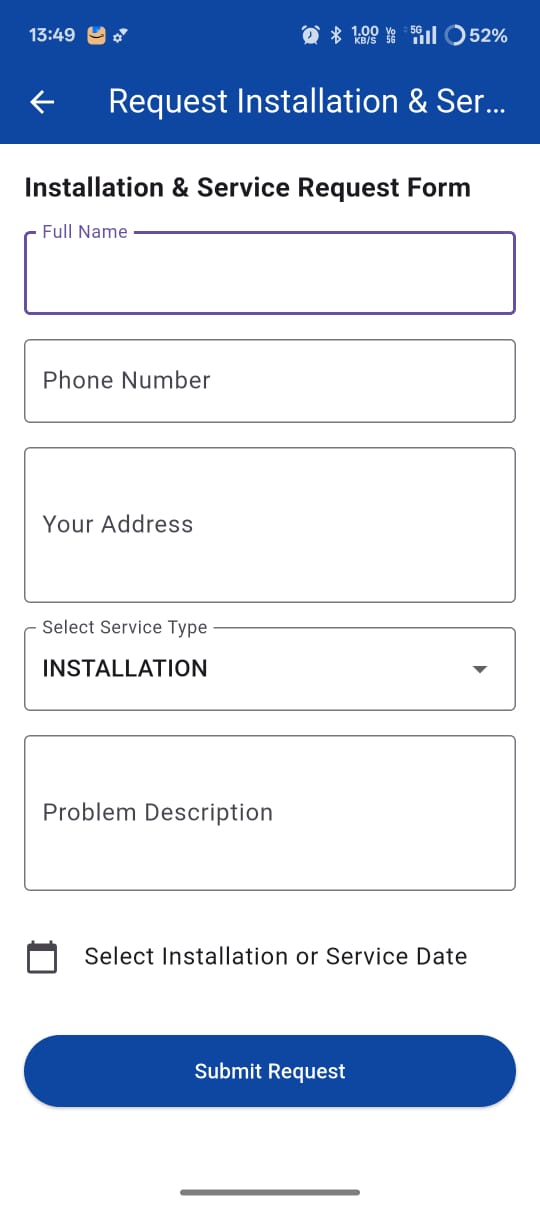 13:49 1.00 KB/S Vo 5G 5G 52%
Request Installation & Ser...
Installation & Service Request Form
Full Name
Phone Number
Your Address
Select Service Type
INSTALLATION
Problem Description
Select Installation or Service Date
Submit Request